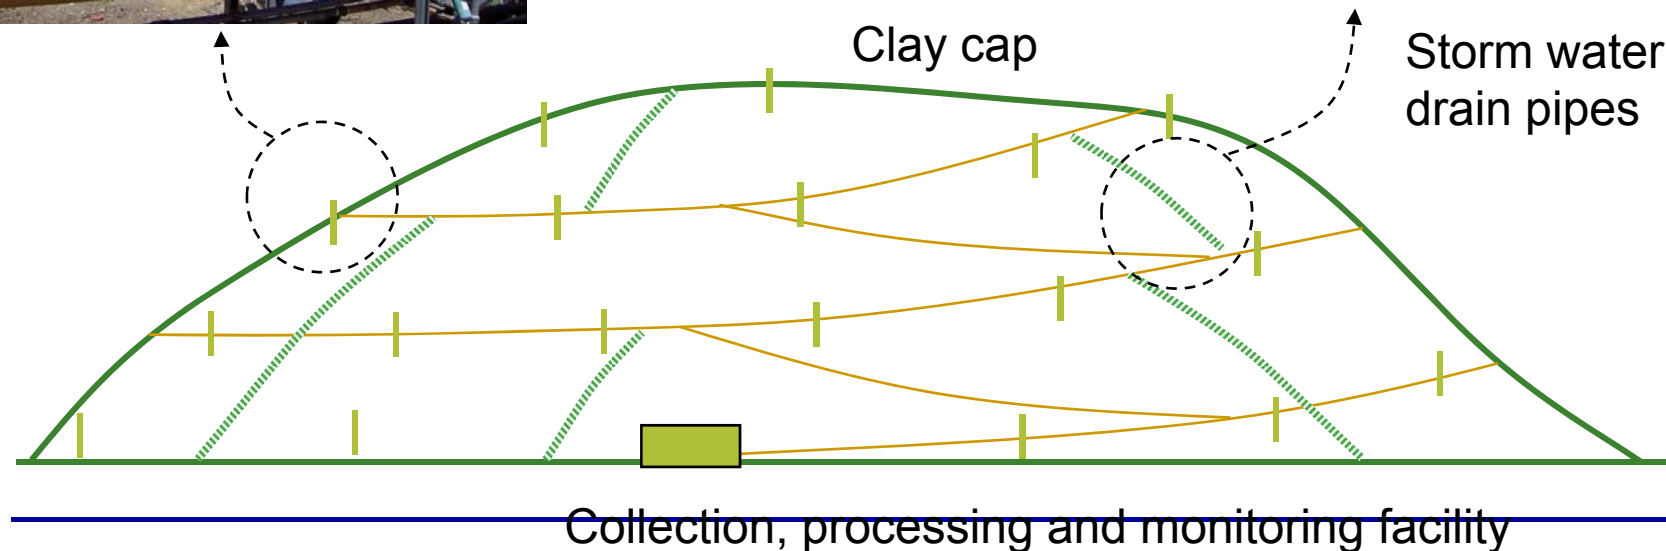 Clay cap
Storm water
drain pipes
Collection, processing and monitoring facility